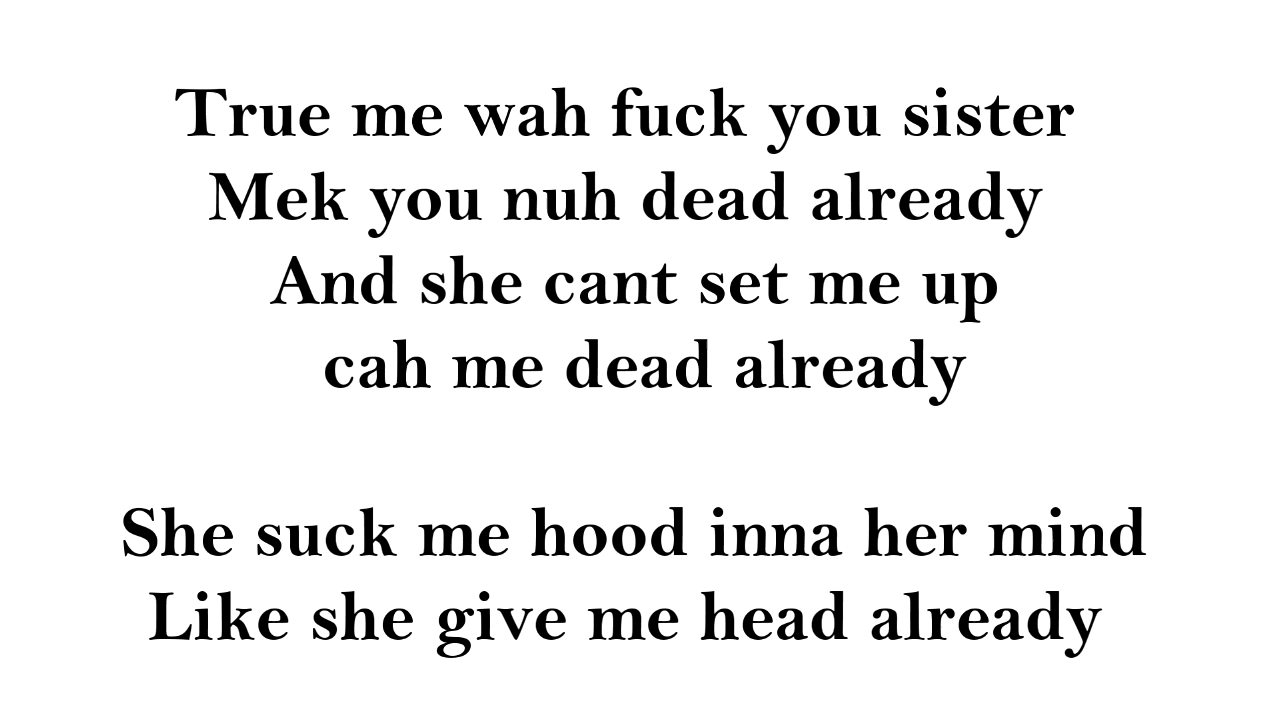 True me wah fuck you sister
Mek you nuh dead already
And she cant set me up
cah me dead already
She suck me hood inna her mind
Like she give me head already